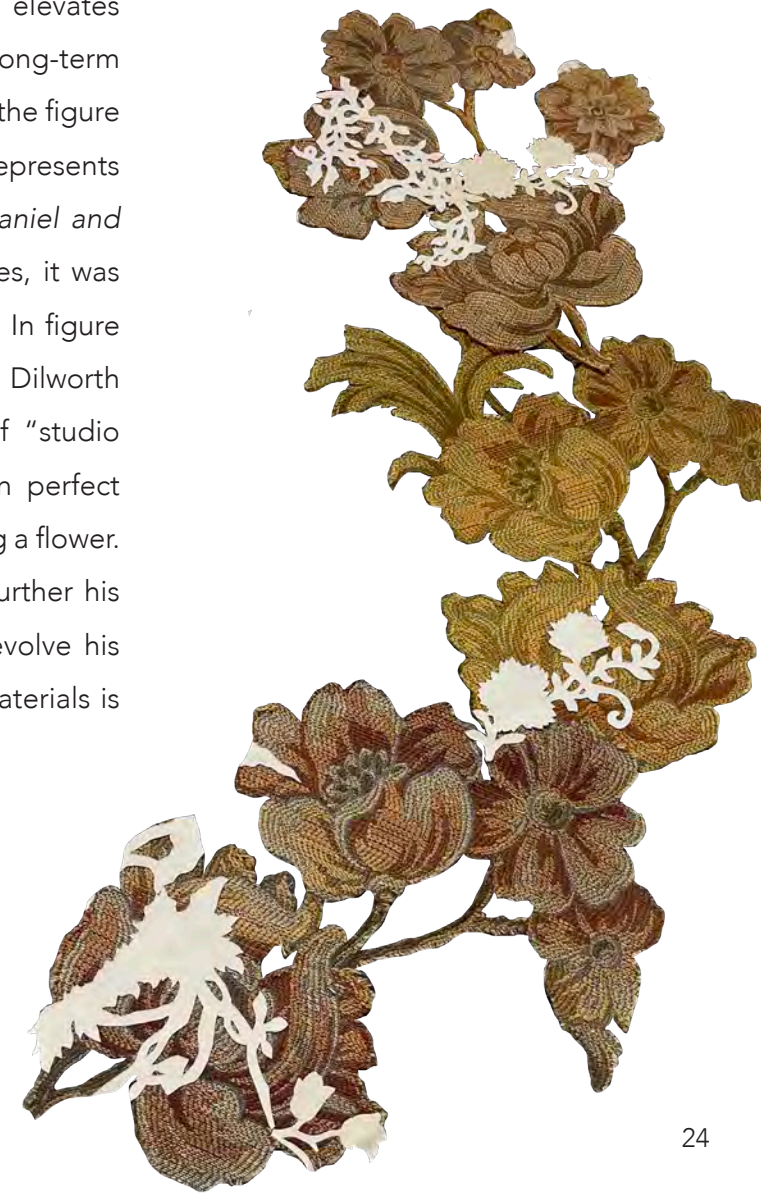 elevates
ong-term
the figure
epresents
aniel and
es, it was
In figure
Dilworth
f “studio
n perfect
g a flower.
urther his
evolve his
aterials is
24